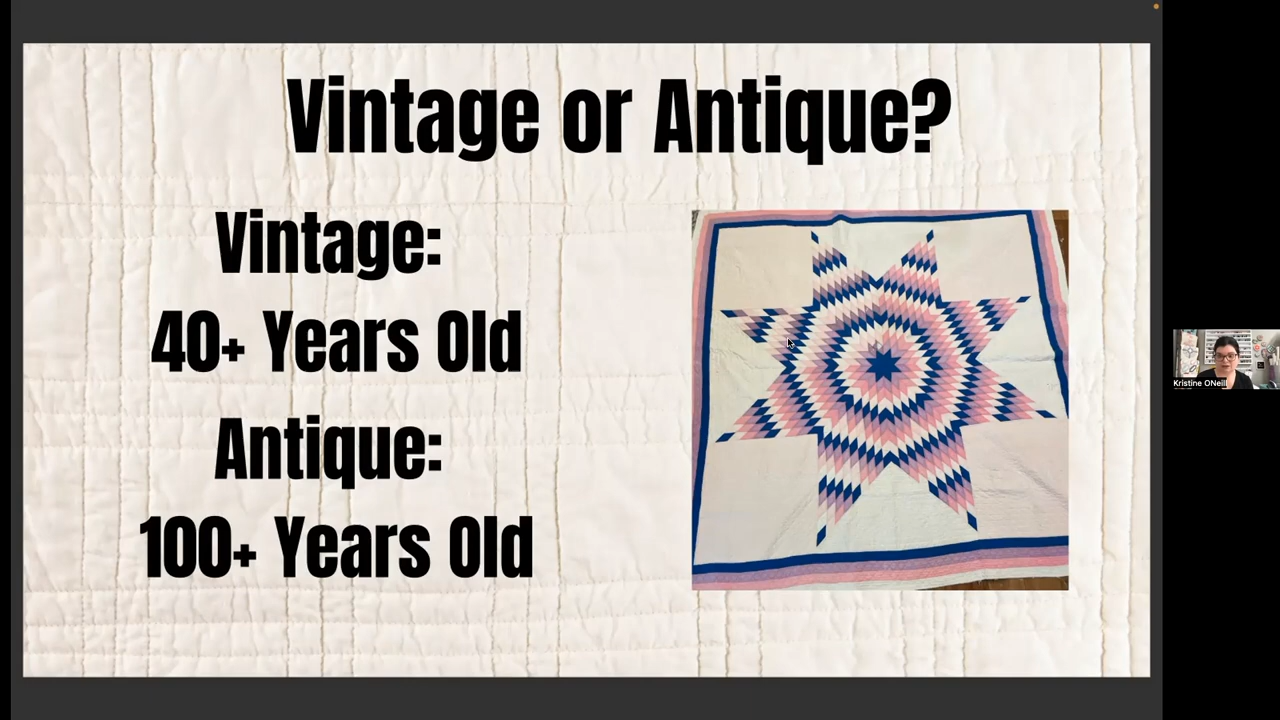 Vintage or Antique?
Vintage:
40+ Years Old
Antique:
100+ Years Old
Kristine ONeill